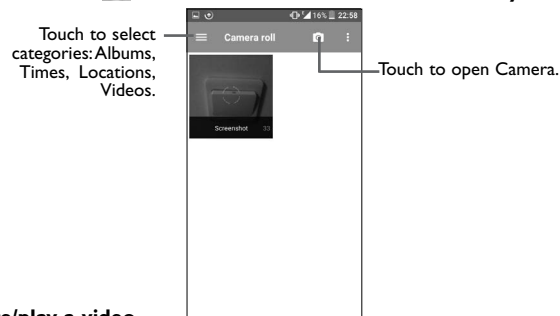 16% 22:58
Touch to select
categories: Albums,
Times, Locations,
Videos.
Camera roll
Touch to open Camera.
Screenshot 33